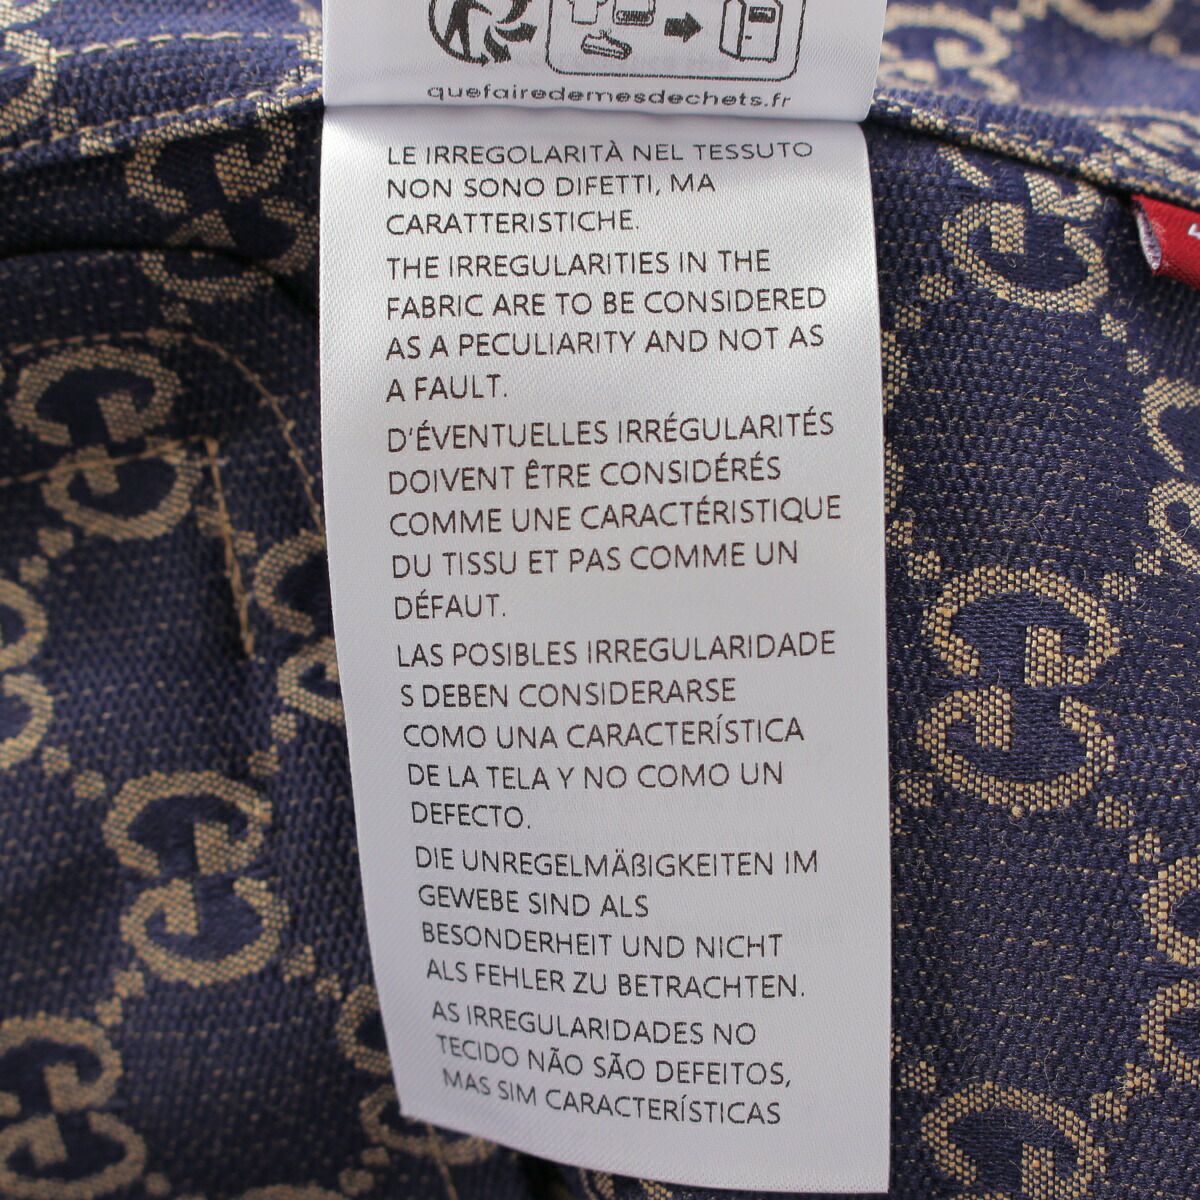 quefairedemesdechets.fr
LE IRREGOLARITÀ NEL TESSUTO
NON SONO DIFETTI, MA
CARATTERISTICHE.
THE IRREGULARITIES IN THE
FABRIC ARE TO BE CONSIDERED
AS A PECULIARITY AND NOT AS
A FAULT.
D'ÉVENTUELLES IRRÉGULARITÉS
DOIVENT ÊTRE CONSIDÉRÉS
COMME UNE CARACTÉRISTIQUE
DU TISSU ET PAS COMME UN
DÉFAUT.
LAS POSIBLES IRREGULARIDADE
S DEBEN CONSIDERARSE
COMO UNA CARACTERÍSTICA
DE LA TELA Y NO COMO UN
DEFECTO.
DIE UNREGELMÄßIGKEITEN IM
GEWEBE SIND ALS
BESONDERHEIT UND NICHT
ALS FEHLER ZU BETRACHTEN.
AS IRREGULARIDADES NO
TECIDO NÃO SÃO DEFEITOS,
MAS SIM CARACTERÍSTICAS